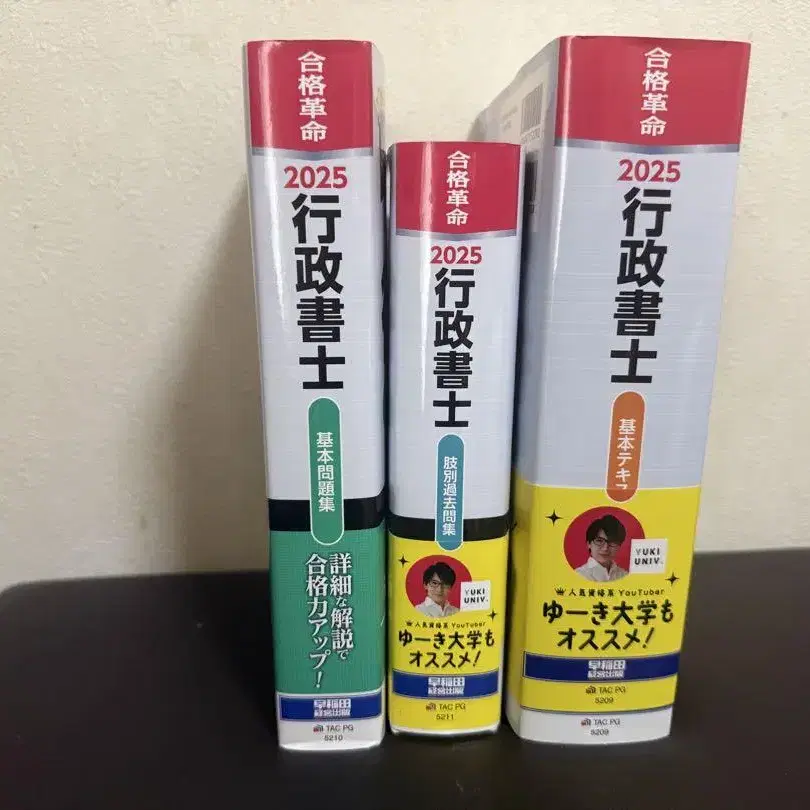 合格革命
2025
行政書士
基本問題集
詳細な解説で
合格力アップ!
早稲田
経営出版
TAC PG
5210
合格革命
2025
行政書士
肢別過去問集
YUKI
UNIV.
人気資格系 YouTuber
ゆーき大学も
オススメ!
早稲田
経営出版
TAC PG
5211
合格革命
2025
行政書士
基本テキス
YUKI
UNIV.
人気資格系 YouTuber
ゆーき大学も
オススメ!
早稲田
経営出版
TAC PG
5209
TAC PG
5209